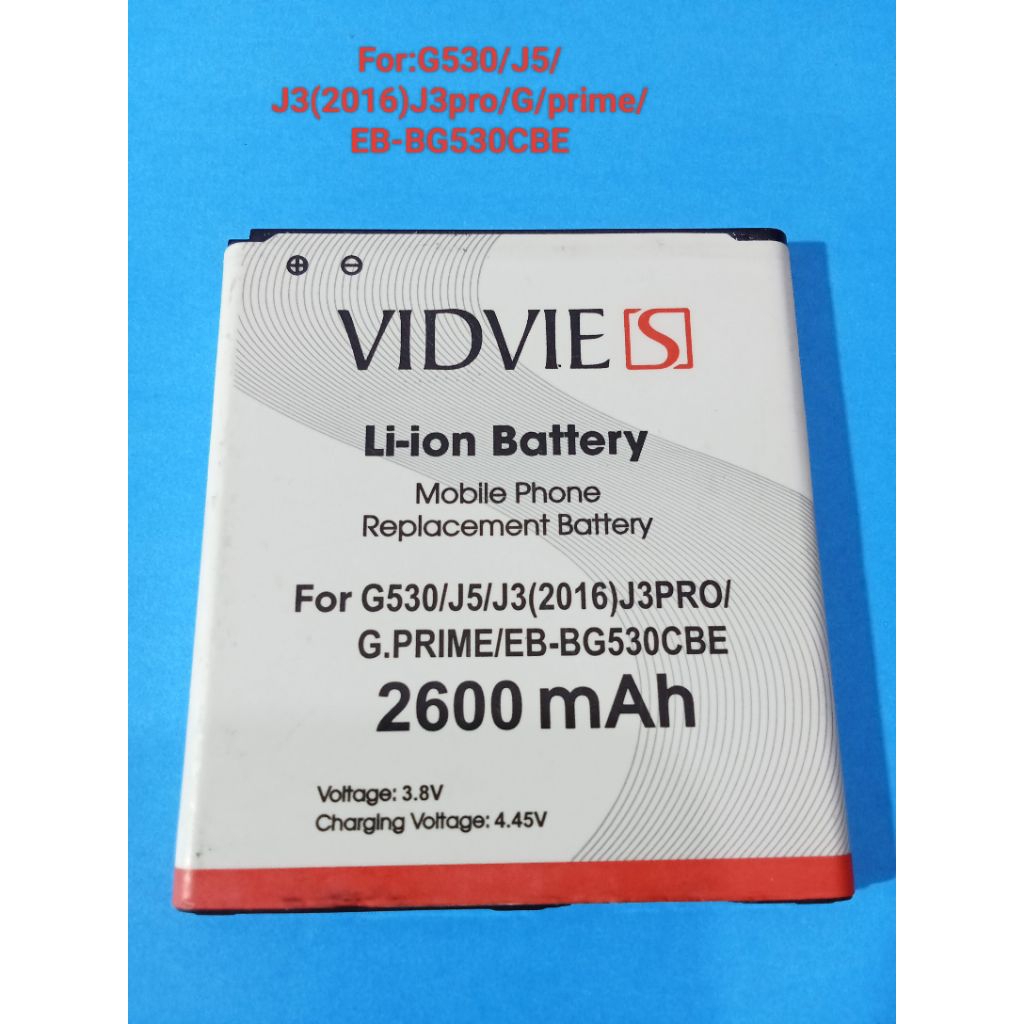 For:G530/J5/
J3(2016)J3pro/G/prime/
EB-BG530CBE
VIDVIE S
Li-ion Battery
Mobile Phone
Replacement Battery
For G530/J5/J3(2016)J3PRO/
G.PRIME/EB-BG530CBE
2600 mAh
Voltage: 3.8V
Charging Voltage: 4.45V